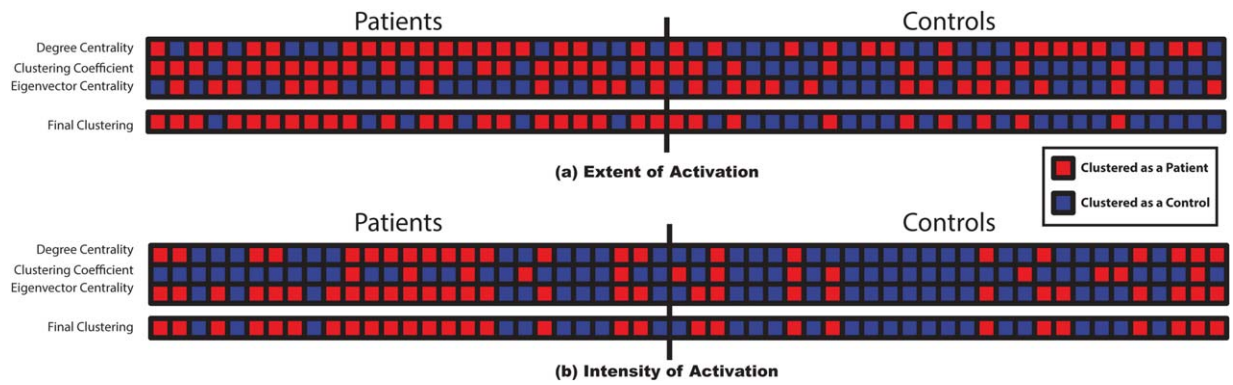 Patients Controls
Degree Centrality
Clustering Coefficient
Eigenvector Centrality
Final Clustering
(a) Extent of Activation
Clustered as a Patient
Clustered as a Control
Patients Controls
Degree Centrality
Clustering Coefficient
Eigenvector Centrality
Final Clustering
(b) Intensity of Activation